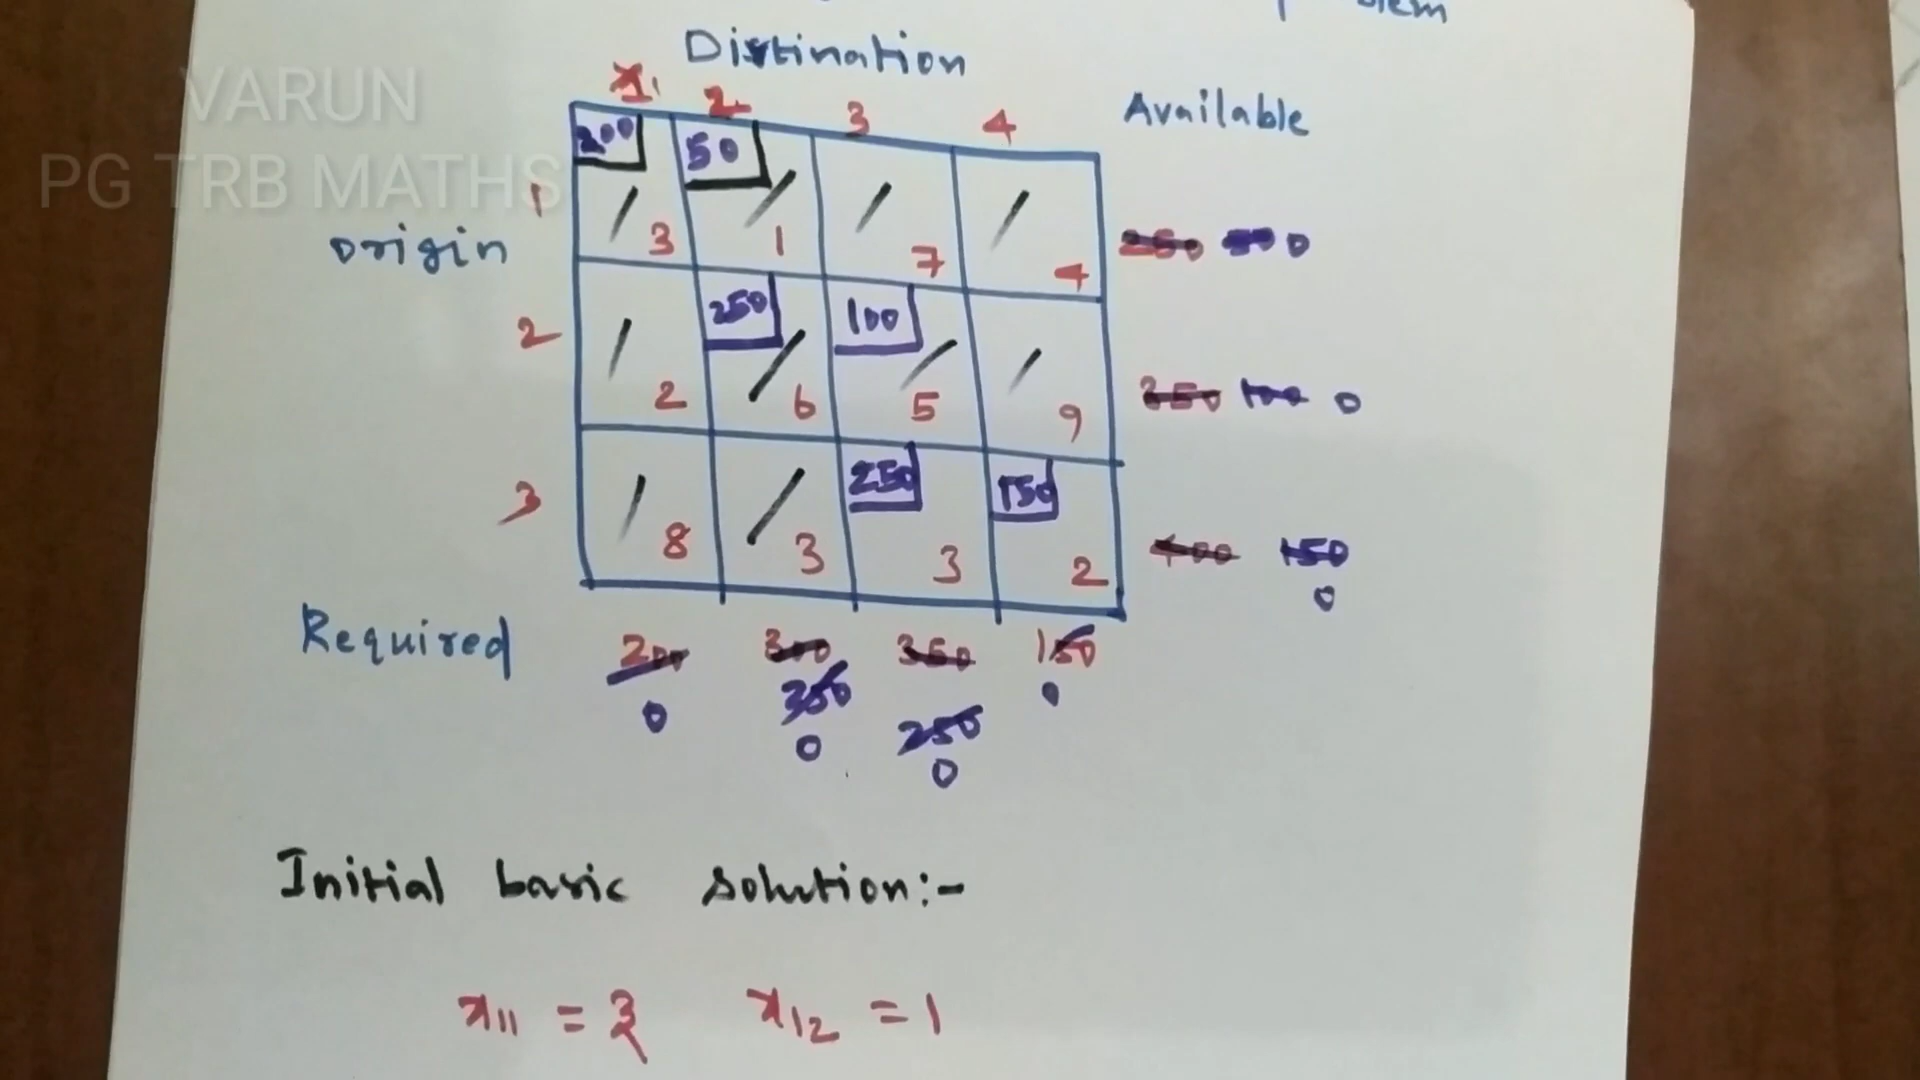 Distination
VARUN
PG TRB MATHS
1 2 3 4 Available
200 50
1 3 1 7 4 250 50 0
origin
250 100
2 2 6 5 9 350 100 0
250 150
3 8 3 3 2 400 150
0
Required 200 300 350 150
0 250 0
0 250
0
Initial basic solution:-
x11 = 3 x12 = 1